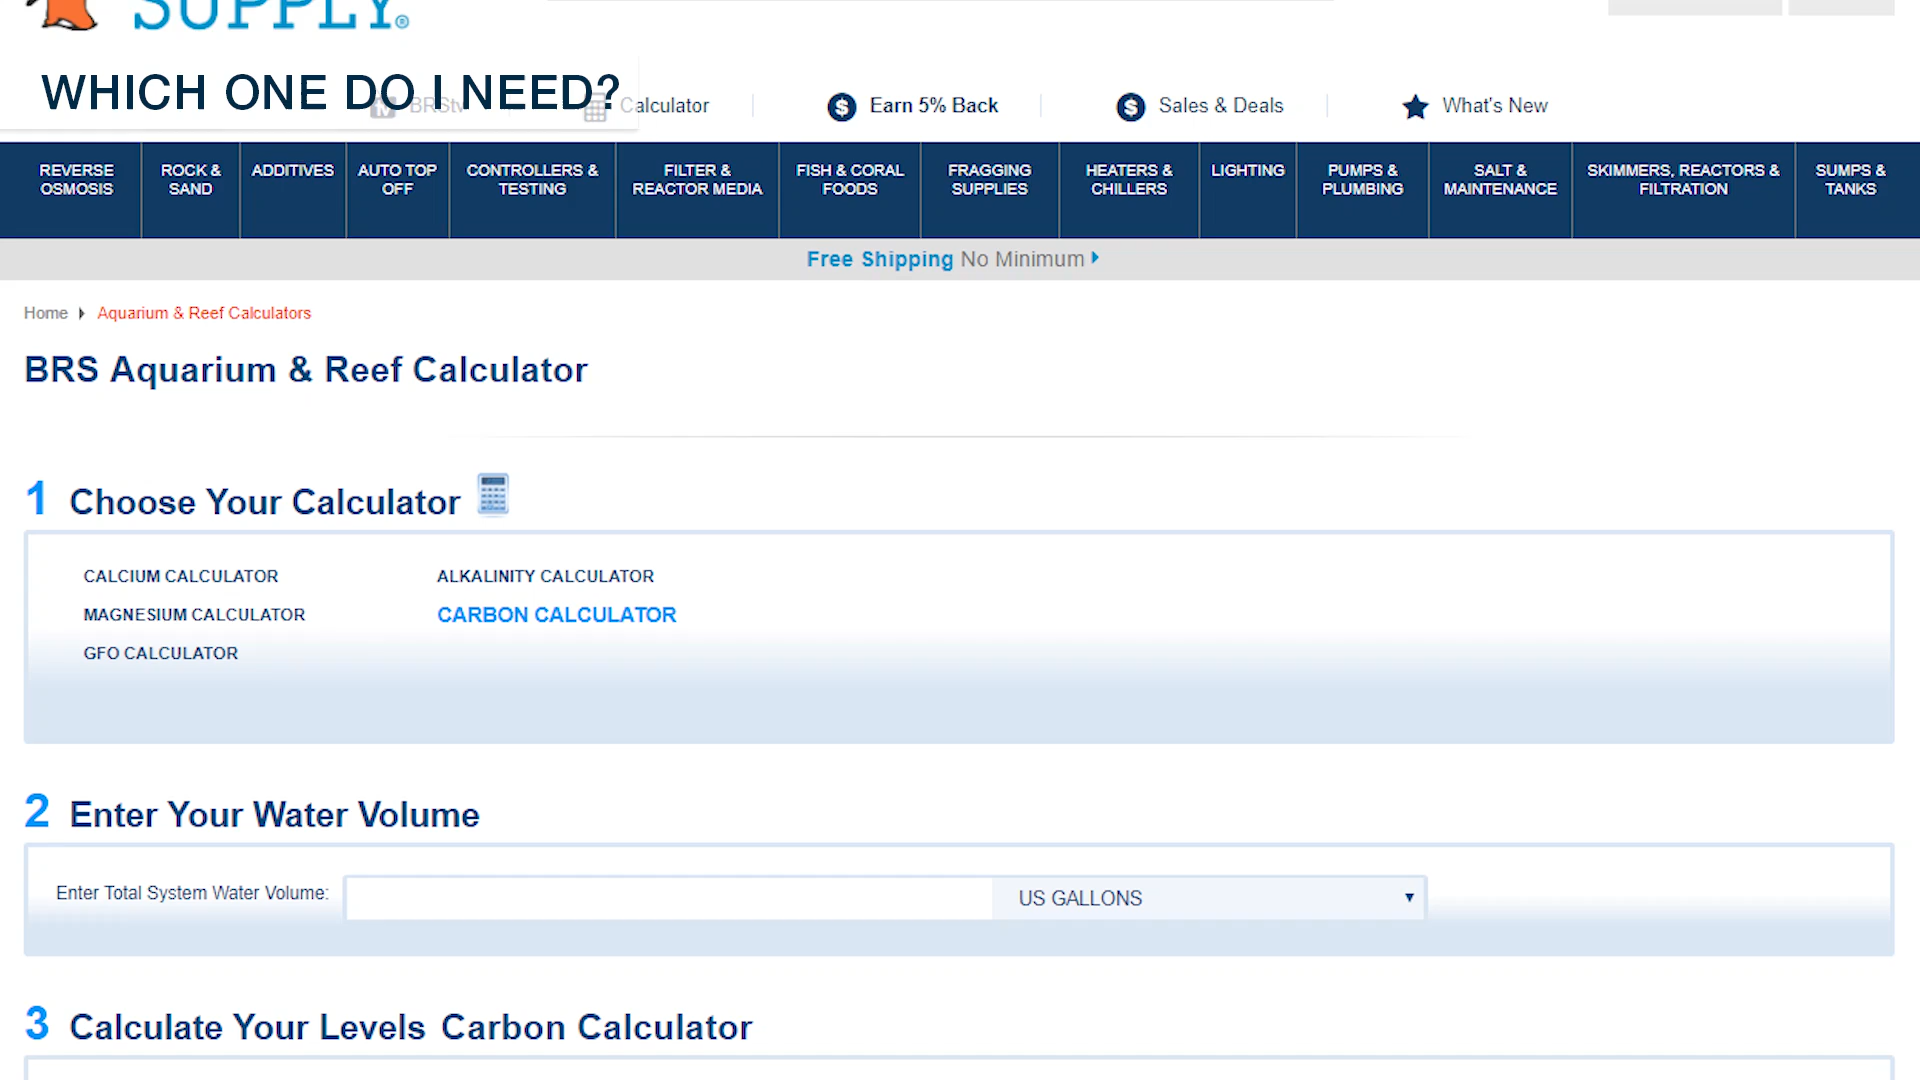 SUPPLY®
WHICH ONE DO I NEED?
BRStv
Calculator
Earn 5% Back
Sales & Deals
What's New
REVERSE OSMOSIS
ROCK & SAND
ADDITIVES
AUTO TOP OFF
CONTROLLERS & TESTING
FILTER & REACTOR MEDIA
FISH & CORAL FOODS
FRAGGING SUPPLIES
HEATERS & CHILLERS
LIGHTING
PUMPS & PLUMBING
SALT & MAINTENANCE
SKIMMERS, REACTORS & FILTRATION
SUMPS & TANKS
Free Shipping No Minimum
Home Aquarium & Reef Calculators
BRS Aquarium & Reef Calculator
1 Choose Your Calculator
CALCIUM CALCULATOR
ALKALINITY CALCULATOR
MAGNESIUM CALCULATOR
CARBON CALCULATOR
GFO CALCULATOR
2 Enter Your Water Volume
Enter Total System Water Volume:
US GALLONS
3 Calculate Your Levels Carbon Calculator